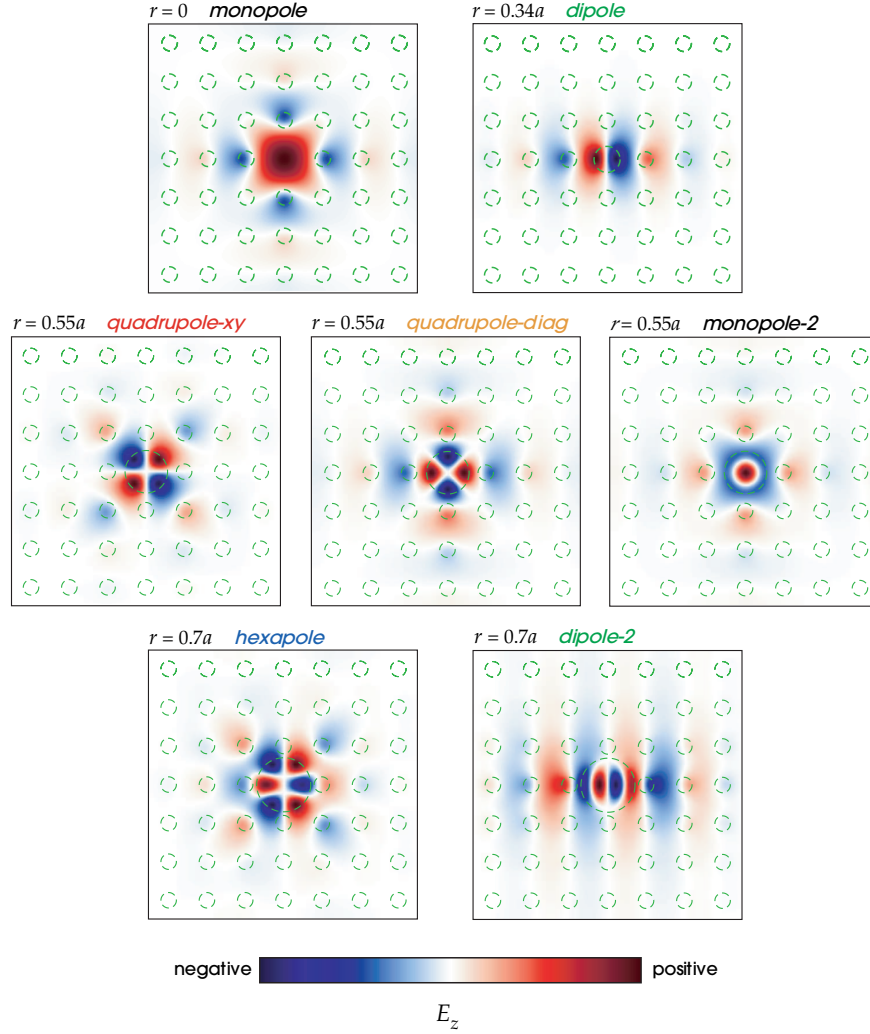 r = 0 monopole
r = 0.34a dipole
r = 0.55a quadrupole-xy
r = 0.55a quadrupole-diag
r = 0.55a monopole-2
r = 0.7a hexapole
r = 0.7a dipole-2
negative
positive
E_z